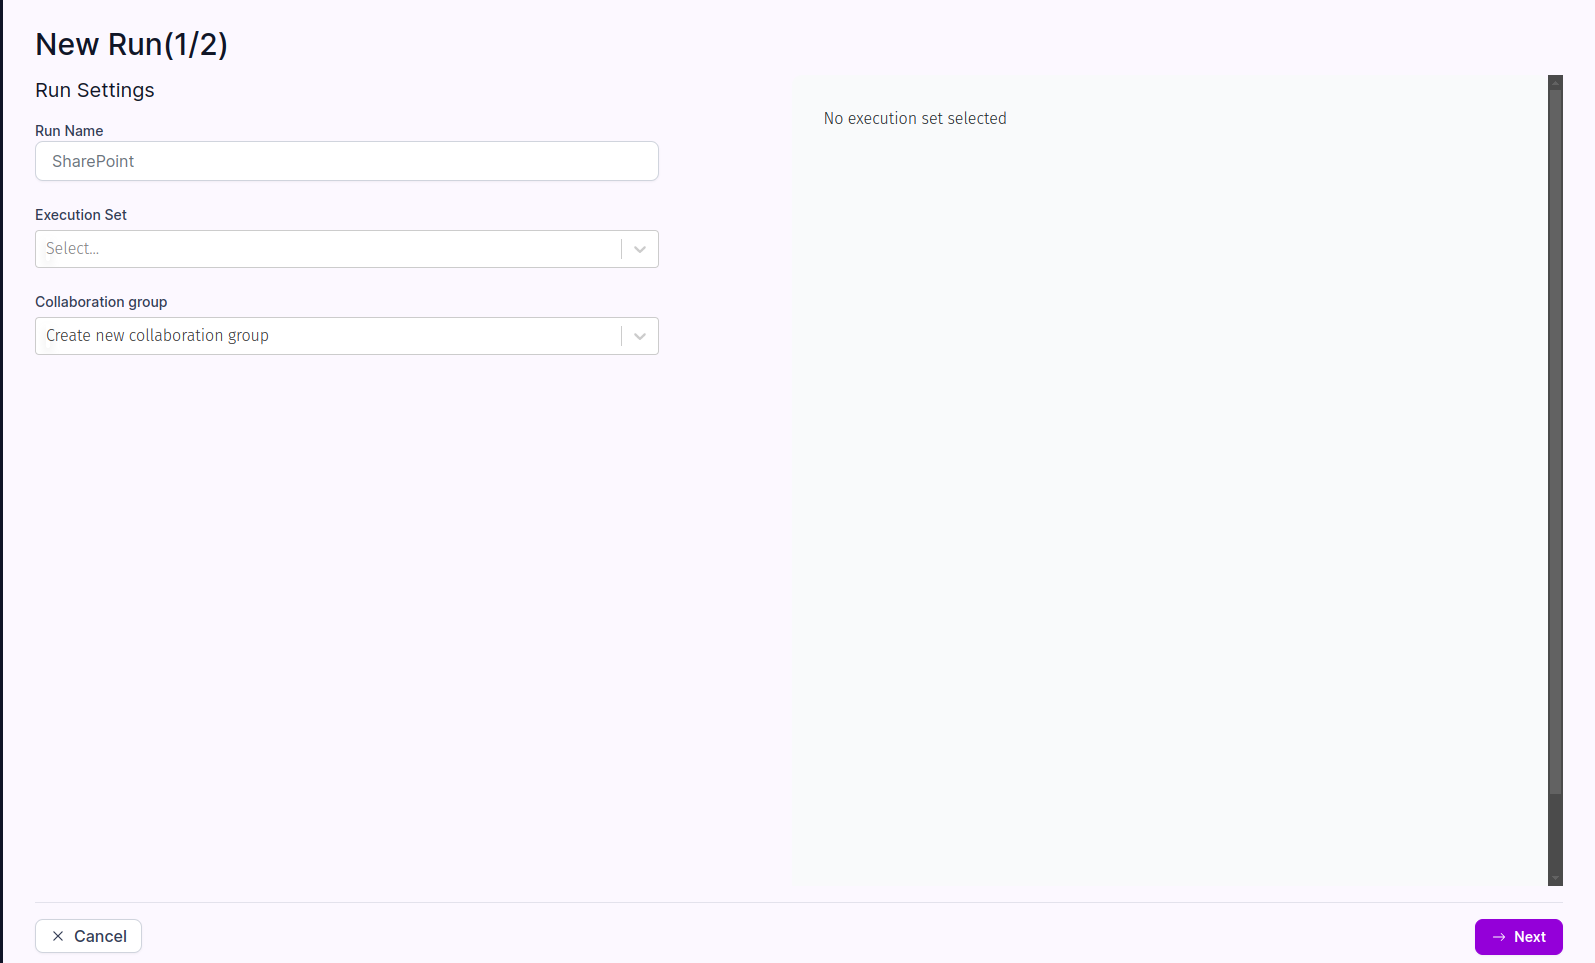 New Run(1/2)
Run Settings
Run Name
SharePoint
Execution Set
Select...
Collaboration group
Create new collaboration group
No execution set selected
Cancel
Next